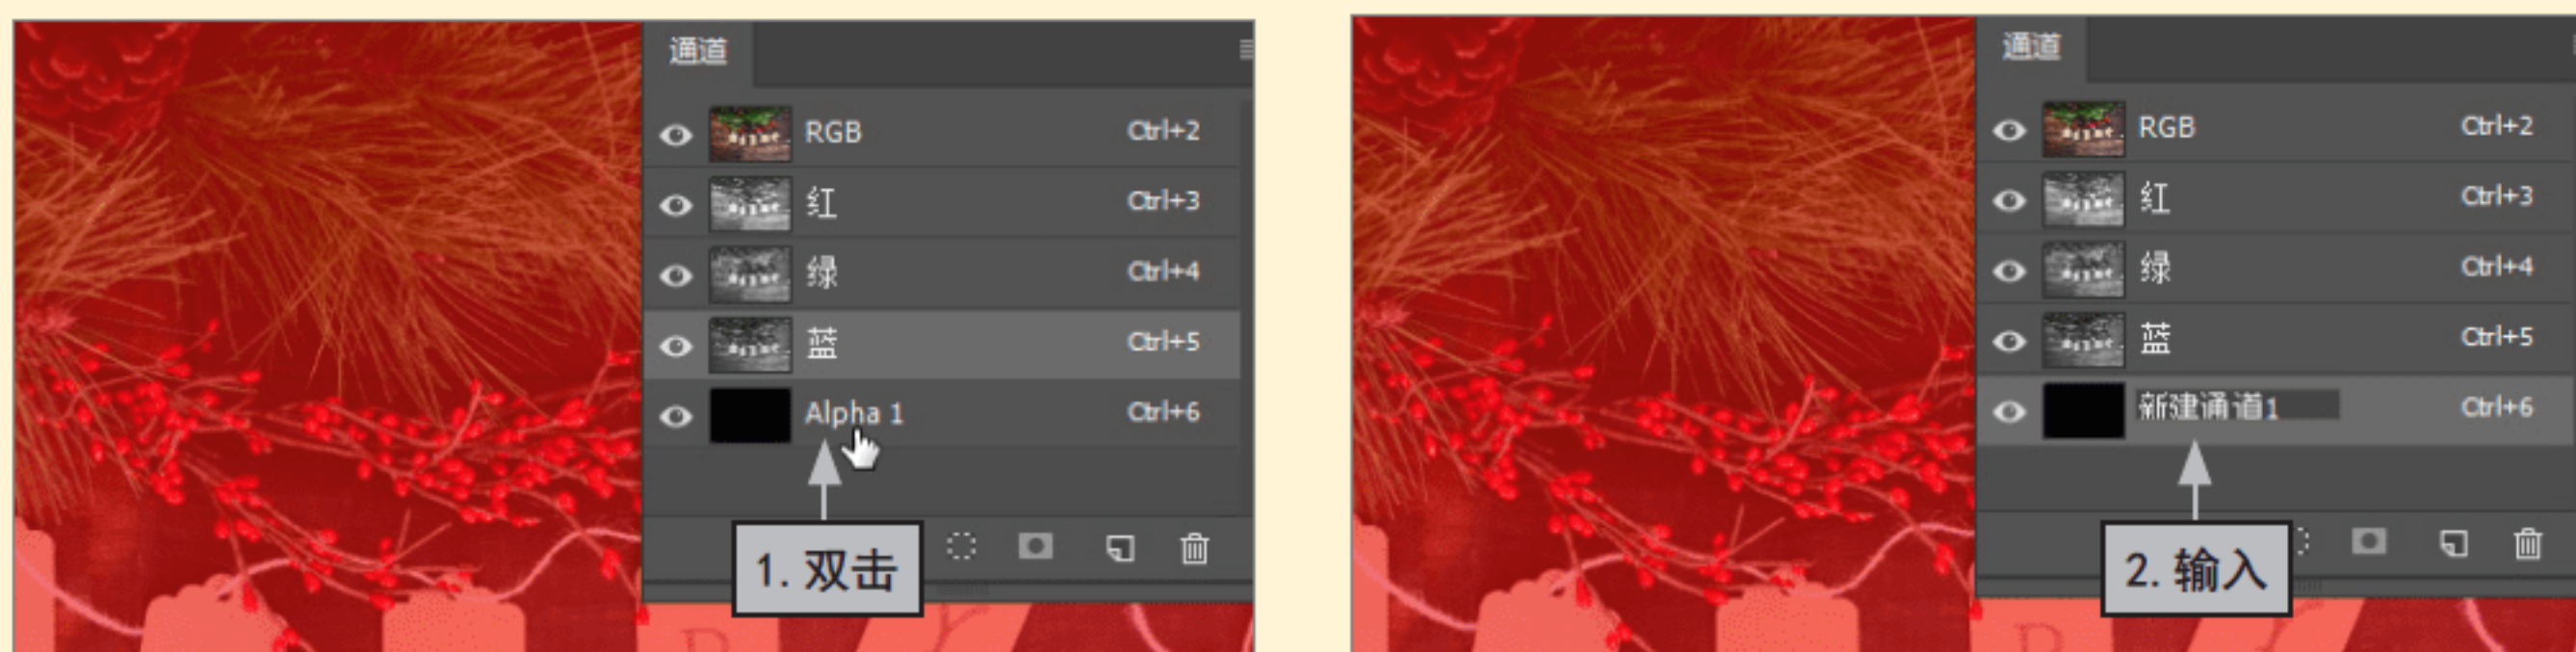 通道
RGB Ctrl+2
红 Ctrl+3
绿 Ctrl+4
蓝 Ctrl+5
Alpha 1 Ctrl+6
1. 双击
通道
RGB Ctrl+2
红 Ctrl+3
绿 Ctrl+4
蓝 Ctrl+5
新建通道1 Ctrl+6
2. 输入